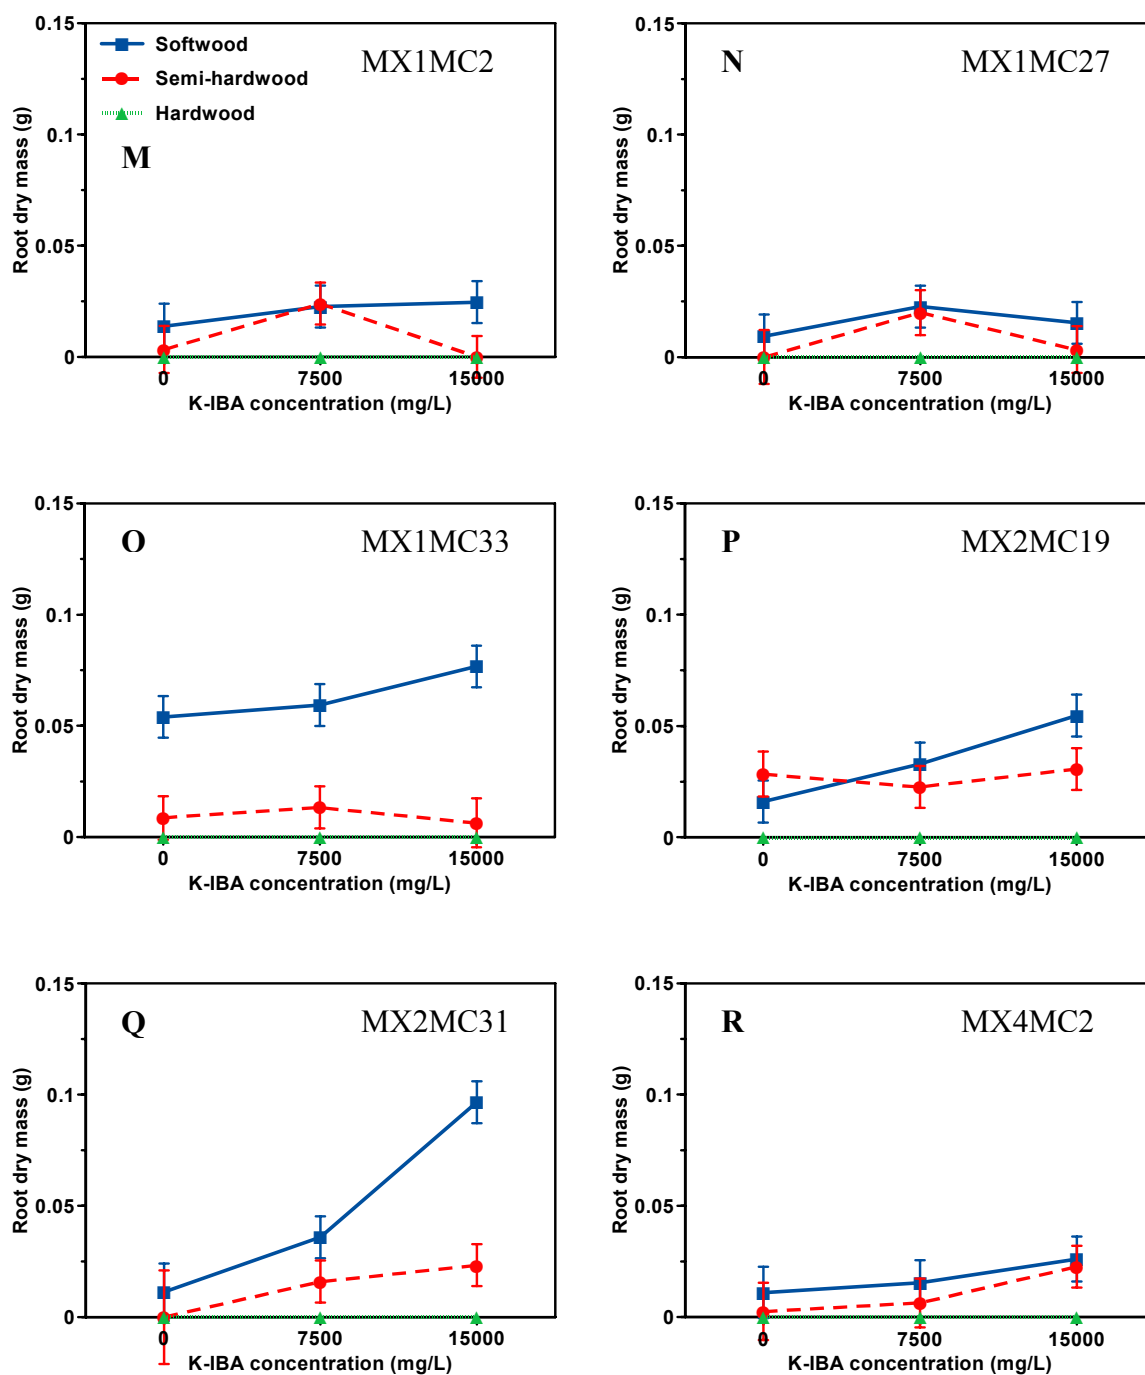 0.15
Softwood
MX1MC2
Semi-hardwood
Hardwood
0.1
M
0.05
0
Root dry mass (g)
0 7500 15000
K-IBA concentration (mg/L)
0.15
N MX1MC27
0.1
0.05
0
Root dry mass (g)
0 7500 15000
K-IBA concentration (mg/L)
0.15
O MX1MC33
0.1
0.05
0
Root dry mass (g)
0 7500 15000
K-IBA concentration (mg/L)
0.15
P MX2MC19
0.1
0.05
0
Root dry mass (g)
0 7500 15000
K-IBA concentration (mg/L)
0.15
Q MX2MC31
0.1
0.05
0
Root dry mass (g)
0 7500 15000
K-IBA concentration (mg/L)
0.15
R MX4MC2
0.1
0.05
0
Root dry mass (g)
0 7500 15000
K-IBA concentration (mg/L)